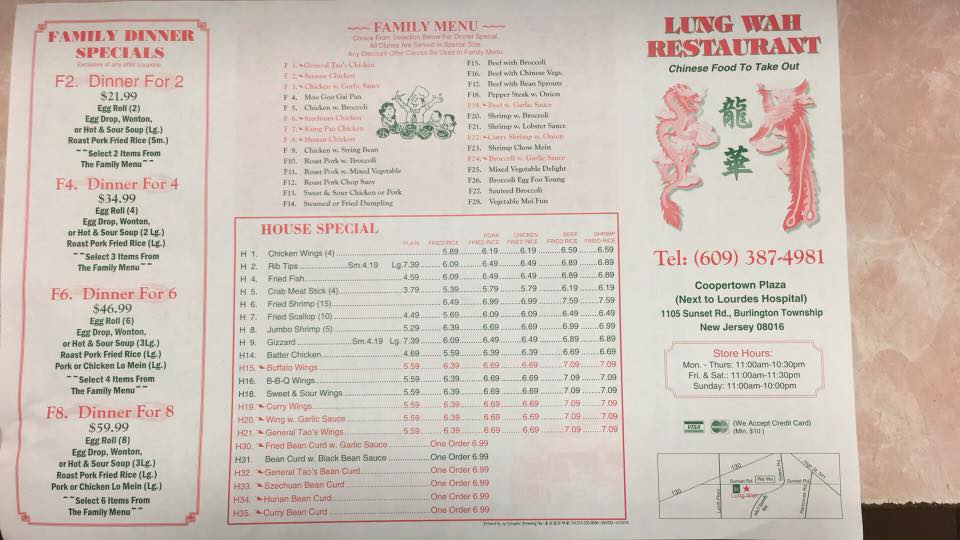 FAMILY DINNER
SPECIALS
Exclusive of any offer coupons.
F2. Dinner For 2
$21.99
Egg Roll (2)
Egg Drop, Wonton,
or Hot & Sour Soup (Lg.)
Roast Pork Fried Rice (Sm.)
~~Select 2 Items From
The Family Menu~~
F4. Dinner For 4
$34.99
Egg Roll (4)
Egg Drop, Wonton,
or Hot & Sour Soup (2 Lg.)
Roast Pork Fried Rice (Lg.)
~~Select 3 Items From
The Family Menu~~
F6. Dinner For 6
$46.99
Egg Roll (6)
Egg Drop, Wonton,
or Hot & Sour Soup (3Lg.)
Roast Pork Fried Rice (Lg.)
Pork or Chicken Lo Mein (Lg.)
~~Select 4 Items From
The Family Menu~~
F8. Dinner For 8
$59.99
Egg Roll (8)
Egg Drop, Wonton,
or Hot & Sour Soup (3Lg.)
Roast Pork Fried Rice (Lg.)
Pork or Chicken Lo Mein (Lg.)
~~Select 6 Items From
The Family Menu~~
~~ FAMILY MENU ~~
Choice From Selection Below For Dinner Special.
All Dishes Are Served In Special Size.
Any Discount Offer Cannot Be Used In Family Menu.
F 1. General Tao's Chicken
F 2. Sesame Chicken
F 3. Chicken w. Garlic Sauce
F 4. Moo Goo Gai Pan
F 5. Chicken w. Broccoli
F 6. Szechuan Chicken
F 7. Kung Pao Chicken
F 8. Hunan Chicken
F 9. Chicken w. String Bean
F10. Roast Pork w. Broccoli
F11. Roast Pork w. Mixed Vegetable
F12. Roast Pork Chop Suey
F13. Sweet & Sour Chicken or Pork
F14. Steamed or Fried Dumpling
F15. Beef with Broccoli
F16. Beef with Chinese Vegs.
F17. Beef with Bean Sprouts
F18. Pepper Steak w. Onion
F19. Beef w. Garlic Sauce
F20. Shrimp w. Broccoli
F21. Shrimp w. Lobster Sauce
F22. Curry Shrimp w. Onion
F23. Shrimp Chow Mein
F24. Broccoli w. Garlic Sauce
F25. Mixed Vegetable Delight
F26. Broccoli Egg Foo Young
F27. Sauteed Broccoli
F28. Vegetable Mei Fun
HOUSE SPECIAL
PLAIN FRIED RICE PORK FRIED RICE CHICKEN FRIED RICE BEEF FRIED RICE SHRIMP FRIED RICE
H 1. Chicken Wings (4) 5.89 6.19 6.19 6.59 6.59
H 2. Rib Tips Sm.4.19 Lg.7.39 6.09 6.49 6.49 6.89 6.89
H 4. Fried Fish 4.59 6.09 6.49 6.49 6.89 6.89
H 5. Crab Meat Stick (4) 3.79 5.39 5.79 5.79 6.19 6.19
H 6. Fried Shrimp (15) 6.49 6.99 6.99 7.59 7.59
H 7. Fried Scallop (10) 4.49 5.69 6.09 6.09 6.49 6.49
H 8. Jumbo Shrimp (5) 5.29 6.39 6.69 6.69 6.99 6.99
H 9. Gizzard Sm.4.19 Lg. 7.39 6.09 6.49 6.49 6.89 6.89
H14. Batter Chicken 4.69 5.59 6.39 6.39 6.69 6.69
H15. Buffalo Wings 5.59 6.39 6.69 6.69 7.09 7.09
H16. B-B-Q Wings 5.59 6.39 6.69 6.69 7.09 7.09
H18. Sweet & Sour Wings 5.59 6.39 6.69 6.69 7.09 7.09
H19. Curry Wings 5.59 6.39 6.69 6.69 7.09 7.09
H20. Wing w. Garlic Sauce 5.59 6.39 6.69 6.69 7.09 7.09
H21. General Tao's Wings 5.59 6.39 6.69 6.69 7.09 7.09
H30. Fried Bean Curd w. Garlic Sauce One Order 6.99
H31. Bean Curd w. Black Bean Sauce One Order 6.99
H32. General Tao's Bean Curd One Order 6.99
H33. Szechuan Bean Curd One Order 6.99
H34. Hunan Bean Curd One Order 6.99
H35. Curry Bean Curd One Order 6.99
LUNG WAH
RESTAURANT
Chinese Food To Take Out
龍
華
Tel: (609) 387-4981
Coopertown Plaza
(Next to Lourdes Hospital)
1105 Sunset Rd., Burlington Township
New Jersey 08016
Store Hours:
Mon. - Thurs: 11:00am-10:30pm
Fri. & Sat.: 11:00am-11:30pm
Sunday: 11:00am-10:00pm
VISA (We Accept Credit Card)
(Min. $10 )
130
High St. 541
Sunset Rd. Wa Wa Sunset Rd.
130
H
Lung Wah